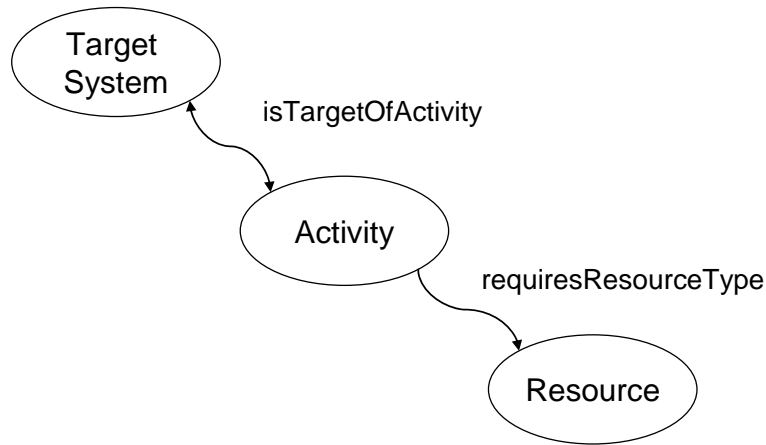 Target
System
isTargetOfActivity
Activity
requiresResourceType
Resource